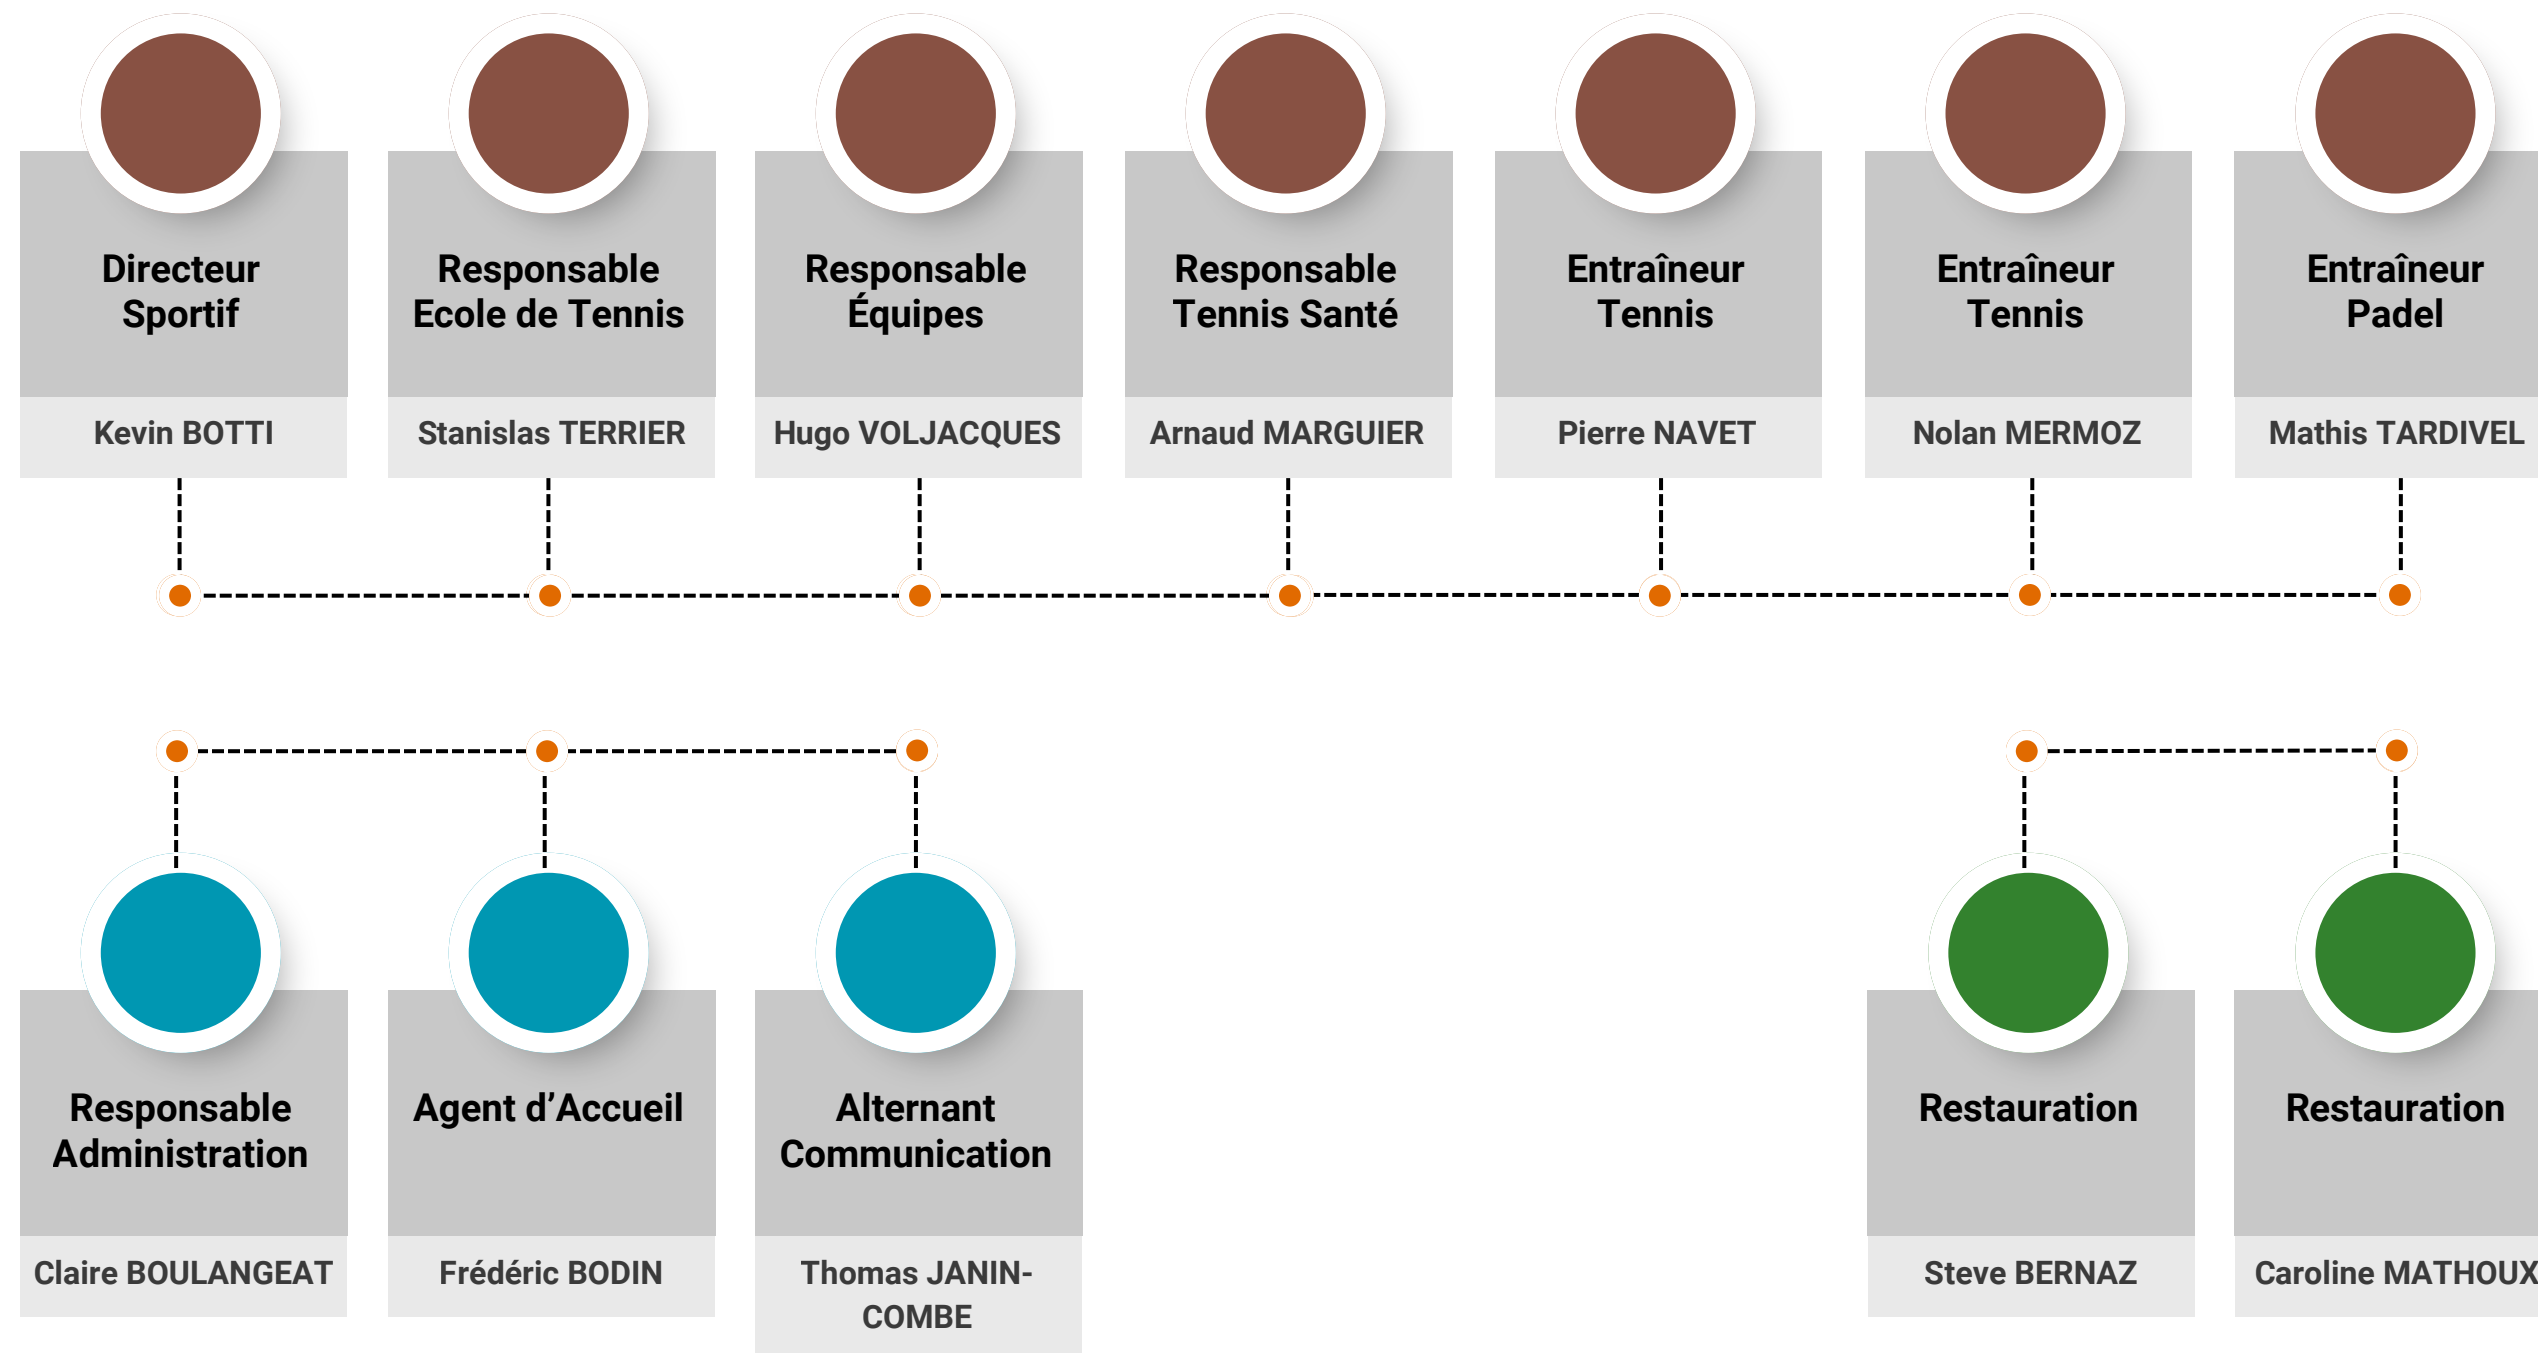 Directeur
Sportif
Kevin BOTTI
Responsable
Ecole de Tennis
Stanislas TERRIER
Responsable
Équipes
Hugo VOLJACQUES
Responsable
Tennis Santé
Arnaud MARGUIER
Entraîneur
Tennis
Pierre NAVET
Entraîneur
Tennis
Nolan MERMOZ
Entraîneur
Padel
Mathis TARDIVEL
Responsable
Administration
Claire BOULANGEAT
Agent d’Accueil
Frédéric BODIN
Alternant
Communication
Thomas JANIN-
COMBE
Restauration
Steve BERNAZ
Restauration
Caroline MATHOUX